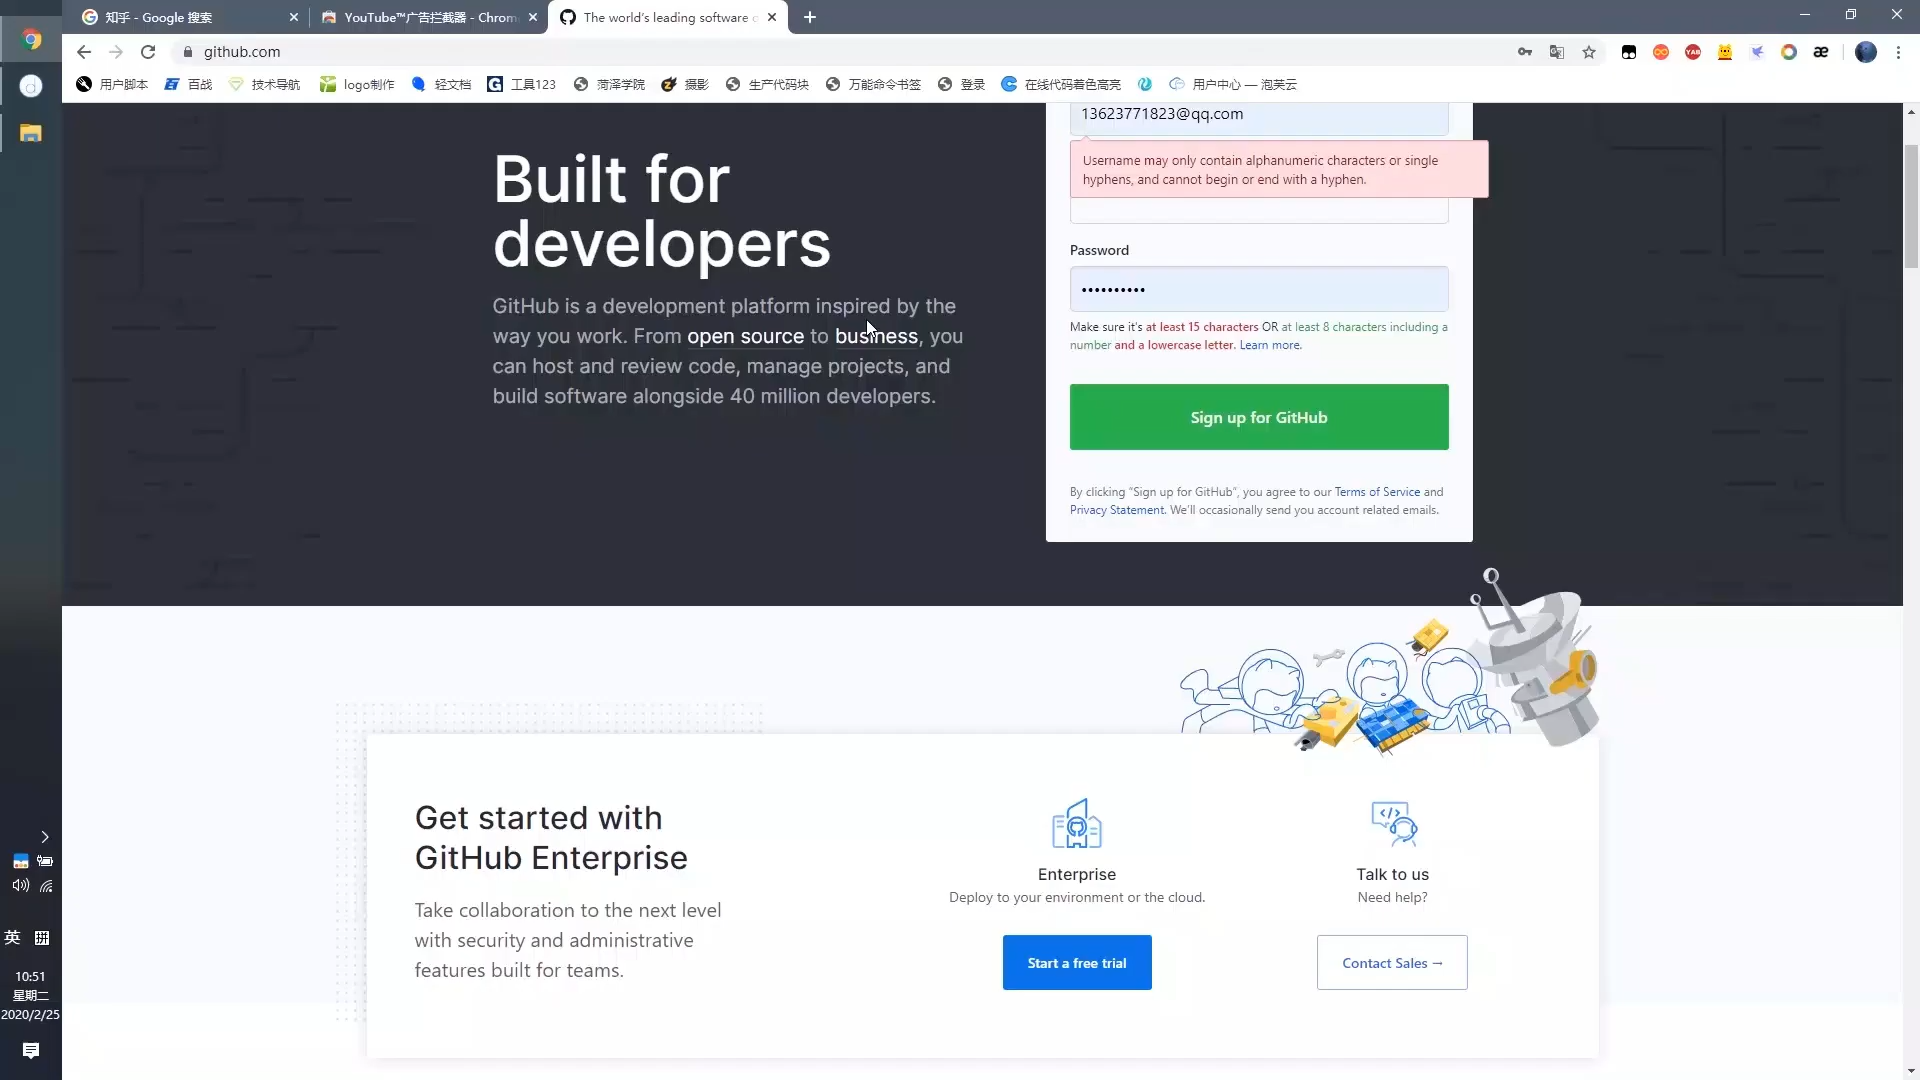 知乎 - Google 搜索
YouTube™广告拦截器 - Chrom
The world's leading software
github.com
用户脚本
百战
技术导航
logo制作
轻文档
工具123
菏泽学院
摄影
生产代码块
万能命令书签
登录
在线代码着色高亮
用户中心 — 泡芙云
13623771823@qq.com
Username may only contain alphanumeric characters or single
hyphens, and cannot begin or end with a hyphen.
Built for
developers
GitHub is a development platform inspired by the
way you work. From open source to business, you
can host and review code, manage projects, and
build software alongside 40 million developers.
Password
Make sure it's at least 15 characters OR at least 8 characters including a
number and a lowercase letter. Learn more.
Sign up for GitHub
By clicking “Sign up for GitHub”, you agree to our Terms of Service and
Privacy Statement. We'll occasionally send you account related emails.
Get started with
GitHub Enterprise
Take collaboration to the next level
with security and administrative
features built for teams.
Enterprise
Deploy to your environment or the cloud.
Start a free trial
Talk to us
Need help?
Contact Sales →
英 拼
10:51
星期二
2020/2/25